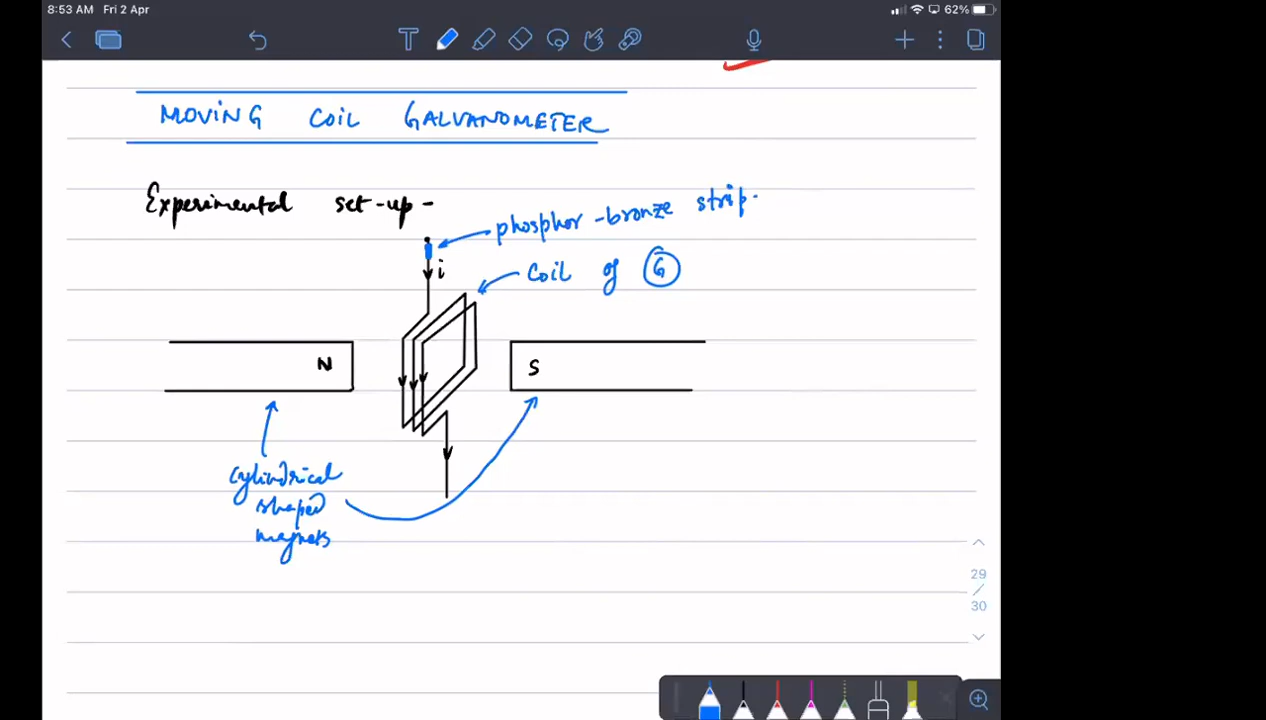 8:53 AM Fri 2 Apr
62%
T
MOVING COIL GALVANOMETER
Experimental set-up-
phosphor-bronze strip.
i
coil of G
N
S
cylindrical
shaped
magnets
29
/
30